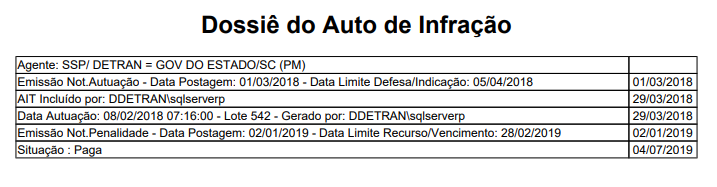 Dossiê do Auto de Infração
Agente: SSP/ DETRAN = GOV DO ESTADO/SC (PM)
Emissão Not.Autuação - Data Postagem: 01/03/2018 - Data Limite Defesa/Indicação: 05/04/2018 01/03/2018
AIT Incluído por: DDETRAN\sqlserverp 29/03/2018
Data Autuação: 08/02/2018 07:16:00 - Lote 542 - Gerado por: DDETRAN\sqlserverp 29/03/2018
Emissão Not.Penalidade - Data Postagem: 02/01/2019 - Data Limite Recurso/Vencimento: 28/02/2019 02/01/2019
Situação : Paga 04/07/2019